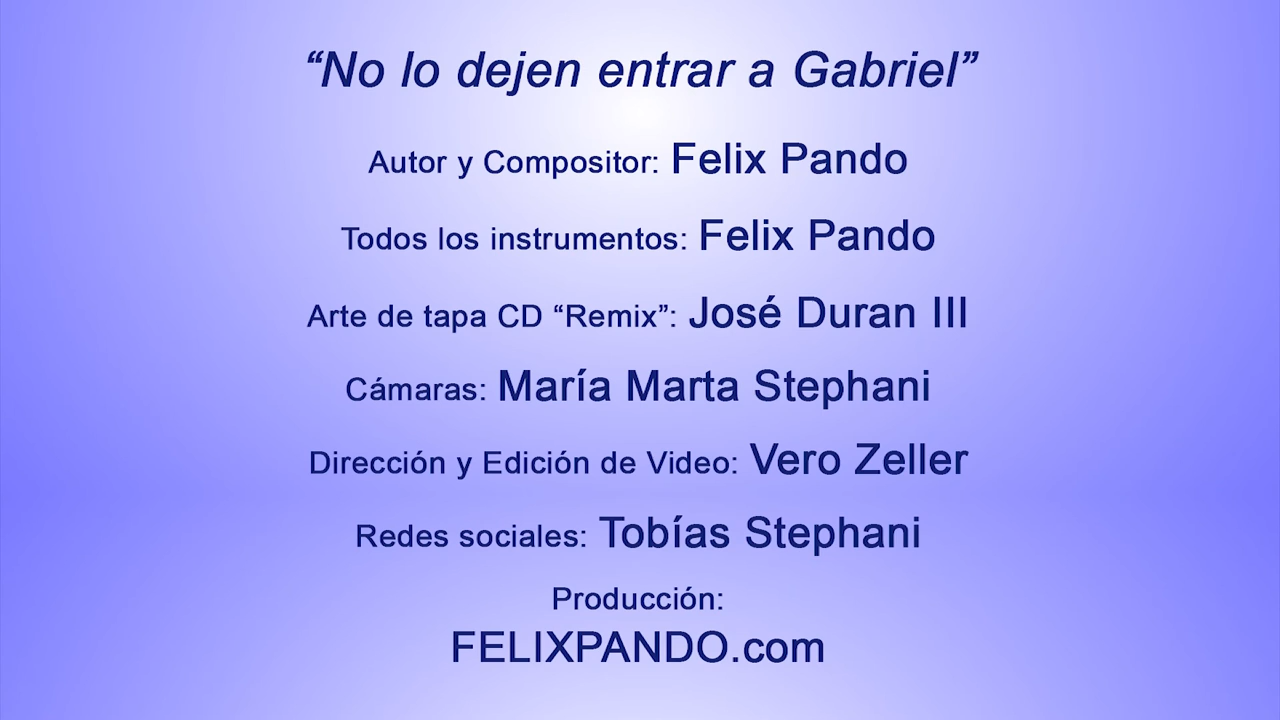 “No lo dejen entrar a Gabriel”
Autor y Compositor: Felix Pando
Todos los instrumentos: Felix Pando
Arte de tapa CD “Remix”: José Duran III
Cámaras: María Marta Stephani
Dirección y Edición de Video: Vero Zeller
Redes sociales: Tobías Stephani
Producción:
FELIXPANDO.com